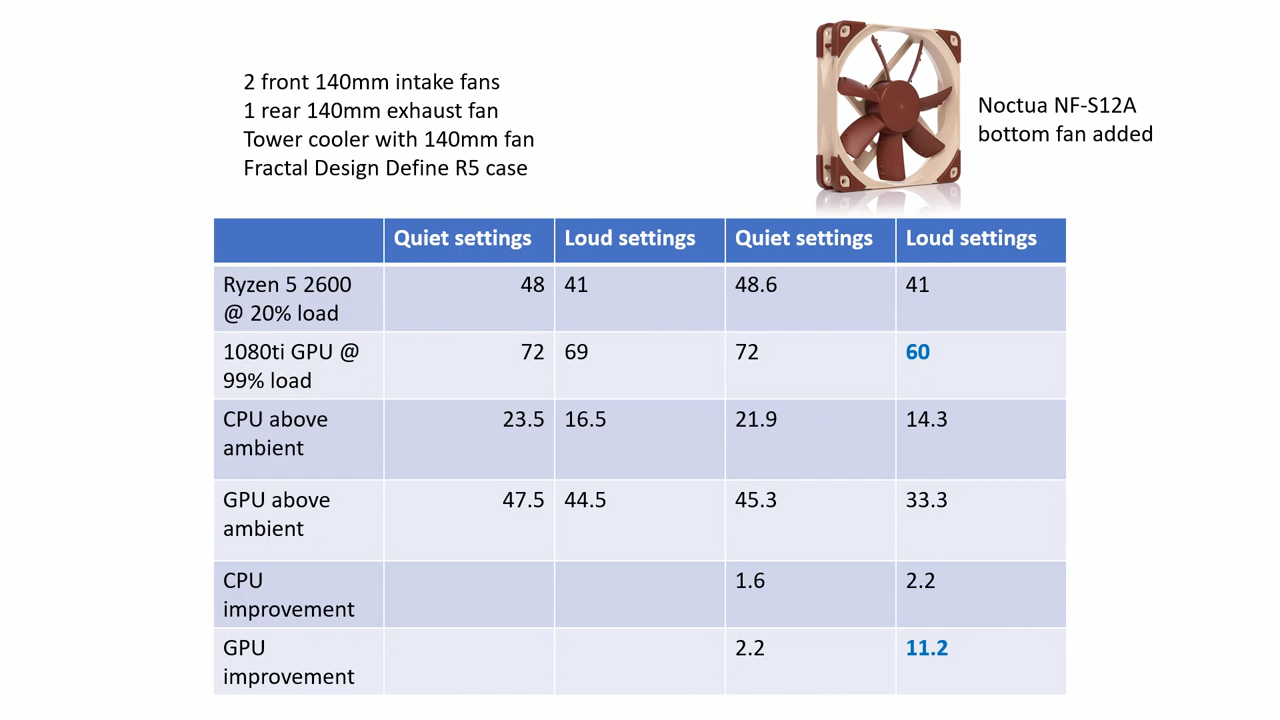 2 front 140mm intake fans
1 rear 140mm exhaust fan
Tower cooler with 140mm fan
Fractal Design Define R5 case
Noctua NF-S12A
bottom fan added
Quiet settings Loud settings Quiet settings Loud settings
Ryzen 5 2600 48 41 48.6 41
@ 20% load
1080ti GPU @ 72 69 72 60
99% load
CPU above 23.5 16.5 21.9 14.3
ambient
GPU above 47.5 44.5 45.3 33.3
ambient
CPU 1.6 2.2
improvement
GPU 2.2 11.2
improvement